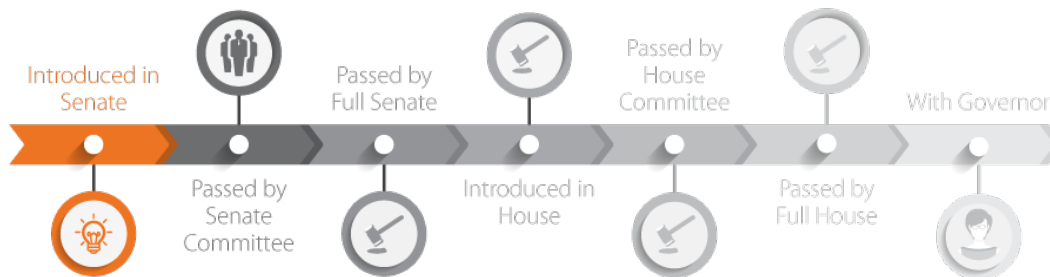 Introduced in
Senate
Passed by
Senate
Committee
Passed by
Full Senate
Introduced in
House
Passed by
House
Committee
Passed by
Full House
With Governor